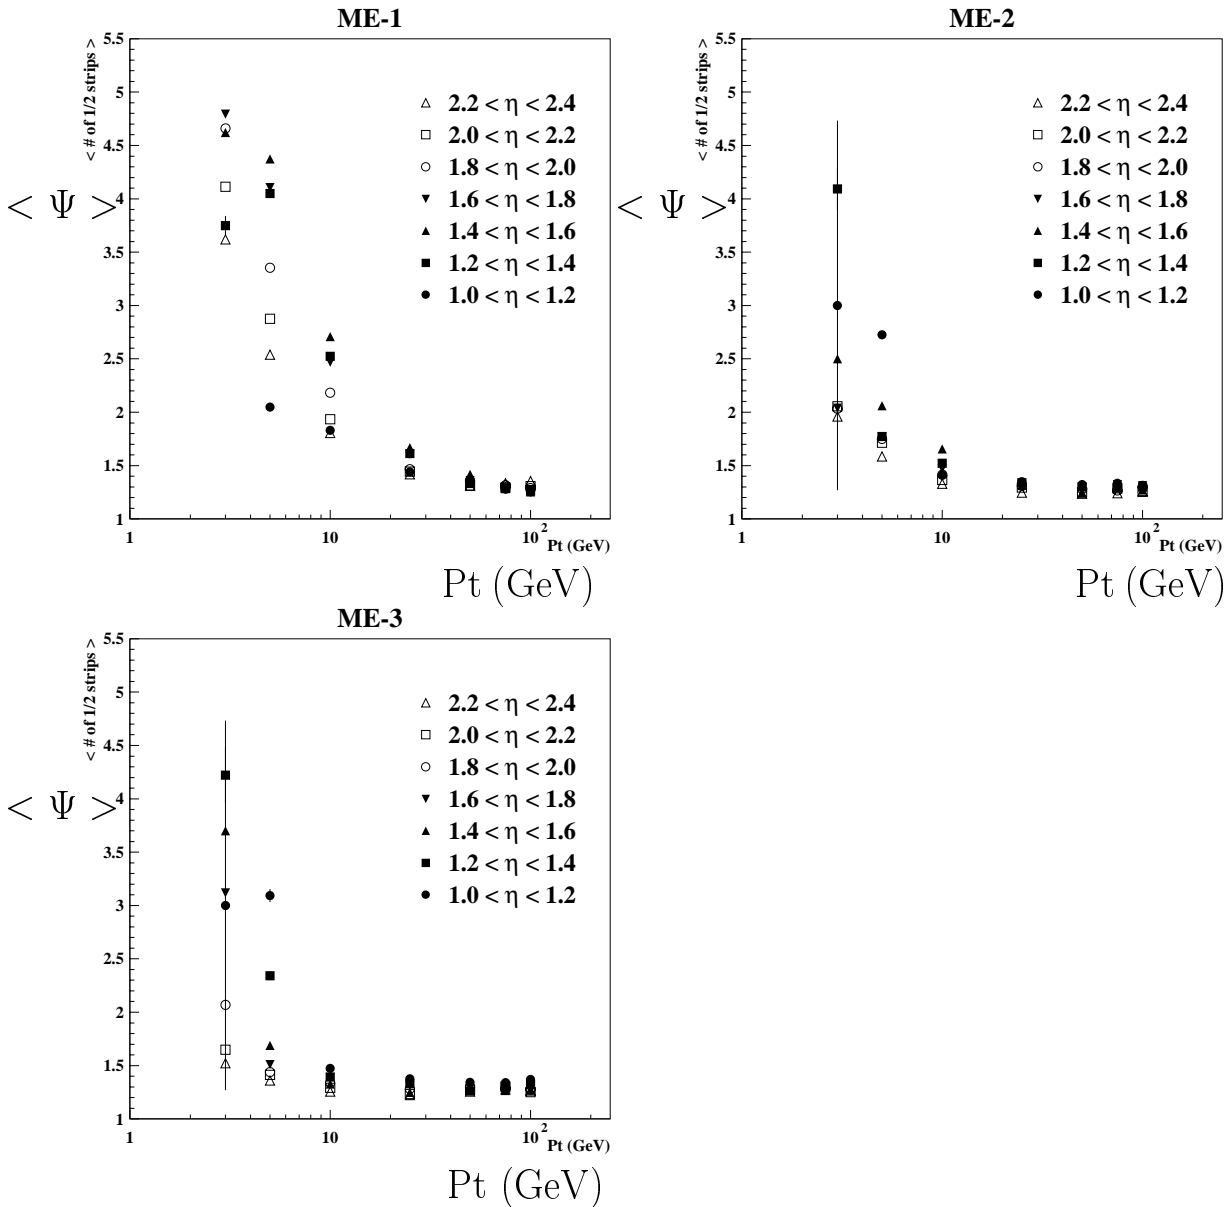 ME-1
< # of 1/2 strips >
< Ψ >
5.5
5
4.5
4
3.5
3
2.5
2
1.5
1
2.2 < η < 2.4
2.0 < η < 2.2
1.8 < η < 2.0
1.6 < η < 1.8
1.4 < η < 1.6
1.2 < η < 1.4
1.0 < η < 1.2
1 10 10²
Pt (GeV)
Pt (GeV)
ME-2
< # of 1/2 strips >
< Ψ >
5.5
5
4.5
4
3.5
3
2.5
2
1.5
1
2.2 < η < 2.4
2.0 < η < 2.2
1.8 < η < 2.0
1.6 < η < 1.8
1.4 < η < 1.6
1.2 < η < 1.4
1.0 < η < 1.2
1 10 10²
Pt (GeV)
Pt (GeV)
ME-3
< # of 1/2 strips >
< Ψ >
5.5
5
4.5
4
3.5
3
2.5
2
1.5
1
2.2 < η < 2.4
2.0 < η < 2.2
1.8 < η < 2.0
1.6 < η < 1.8
1.4 < η < 1.6
1.2 < η < 1.4
1.0 < η < 1.2
1 10 10²
Pt (GeV)
Pt (GeV)